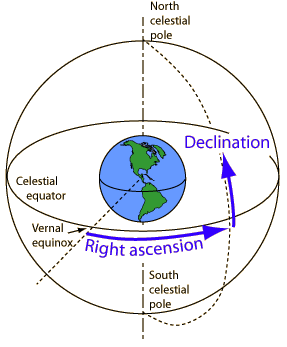 North
celestial
pole
Declination
Celestial
equator
Vernal
equinox
Right ascension
South
celestial
pole